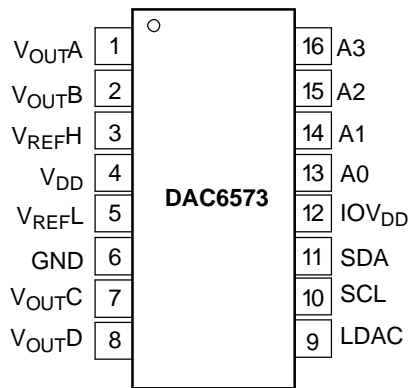 VOUTA 1 16 A3
VOUTB 2 15 A2
VREFH 3 14 A1
VDD 4 13 A0
DAC6573
VREFL 5 12 IOVDD
GND 6 11 SDA
VOUTC 7 10 SCL
VOUTD 8 9 LDAC